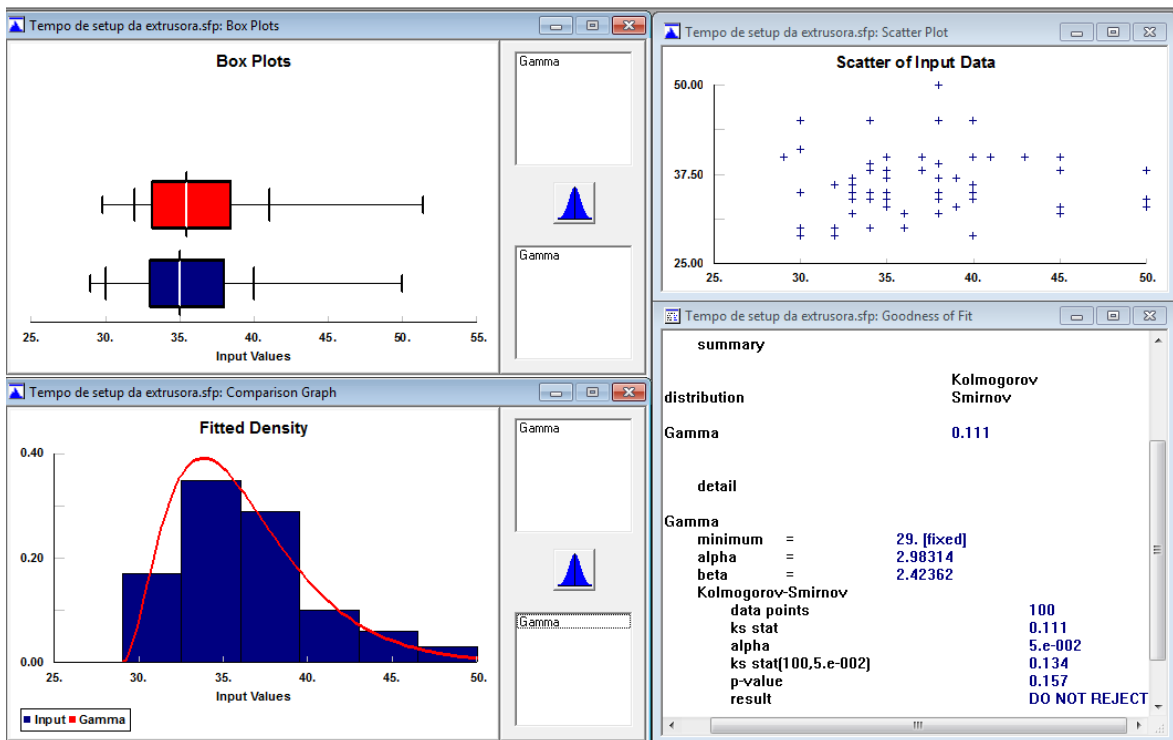 Tempo de setup da extrusora.sfp: Box Plots
Box Plots
25. 30. 35. 40. 45. 50. 55.
Input Values
Gamma
Gamma
Tempo de setup da extrusora.sfp: Scatter Plot
Scatter of Input Data
50.00
37.50
25.00
25. 30. 35. 40. 45. 50.
Tempo de setup da extrusora.sfp: Comparison Graph
Fitted Density
0.40
0.20
0.00
25. 30. 35. 40. 45. 50.
Input Values
Input Gamma
Gamma
Gamma
Tempo de setup da extrusora.sfp: Goodness of Fit
summary
Kolmogorov
distribution Smirnov
Gamma 0.111
detail
Gamma
minimum = 29. [fixed]
alpha = 2.98314
beta = 2.42362
Kolmogorov-Smirnov
data points 100
ks stat 0.111
alpha 5.e-002
ks stat(100,5.e-002) 0.134
p-value 0.157
result DO NOT REJECT